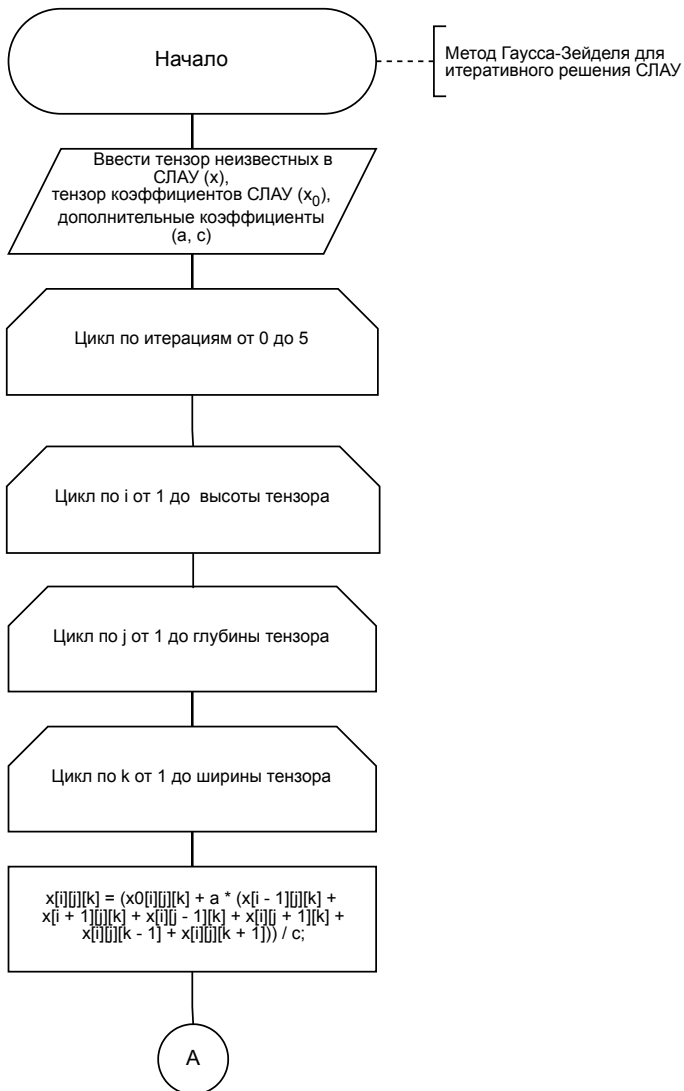 Начало
Метод Гаусса-Зейделя для
итеративного решения СЛАУ
Ввести тензор неизвестных в
СЛАУ (x),
тензор коэффициентов СЛАУ (x₀),
дополнительные коэффициенты
(a, c)
Цикл по итерациям от 0 до 5
Цикл по i от 1 до  высоты тензора
Цикл по j от 1 до глубины тензора
Цикл по k от 1 до ширины тензора
x[i][j][k] = (x0[i][j][k] + a * (x[i - 1][j][k] +
x[i + 1][j][k] + x[i][j - 1][k] + x[i][j + 1][k] +
x[i][j][k - 1] + x[i][j][k + 1])) / c;
А